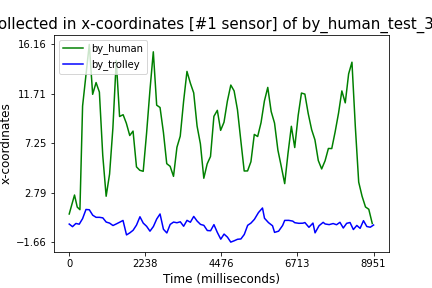 ollected in x-coordinates [#1 sensor] of by_human_test_3
by_human
by_trolley
16.16
11.71
7.25
2.79
−1.66
x-coordinates
0 2238 4476 6713 8951
Time (milliseconds)